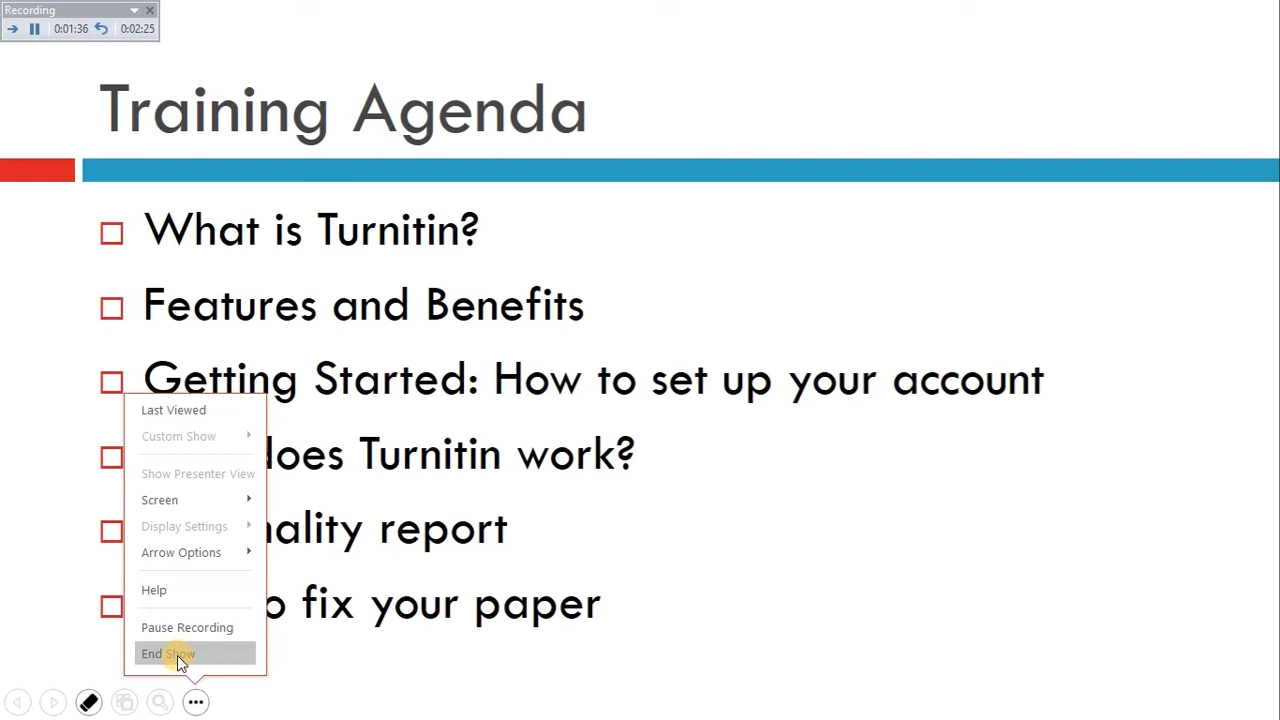 Recording
0:01:36
0:02:25
Training Agenda
What is Turnitin?
Features and Benefits
Getting Started: How to set up your account
does Turnitin work?
nality report
o fix your paper
Last Viewed
Custom Show
Show Presenter View
Screen
Display Settings
Arrow Options
Help
Pause Recording
End Show